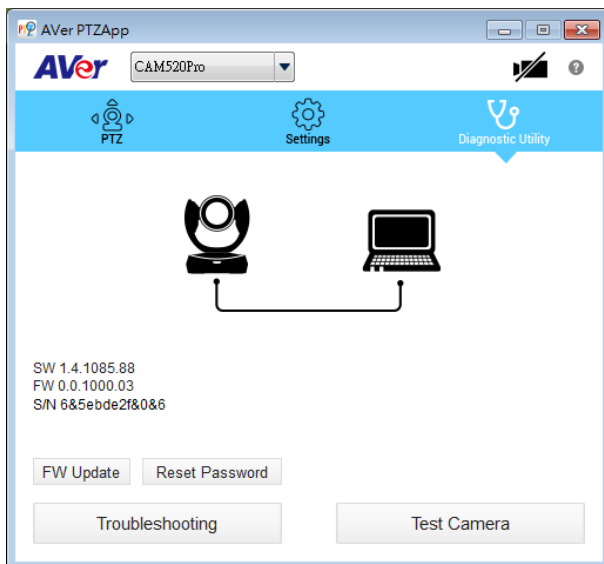 AVer PTZApp
AVer CAM520Pro ?
PTZ Settings Diagnostic Utility
SW 1.4.1085.88
FW 0.0.1000.03
S/N 6&5ebde2f&0&6
FW Update Reset Password
Troubleshooting Test Camera